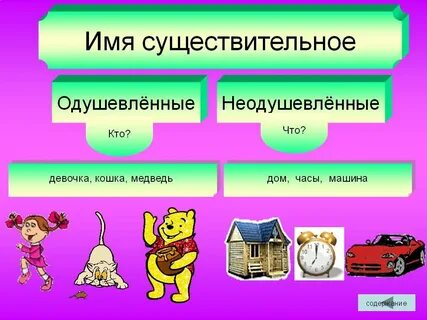 Имя существительное
Одушевлённые
Неодушевлённые
Кто?
Что?
девочка, кошка, медведь
дом, часы, машина
содержание